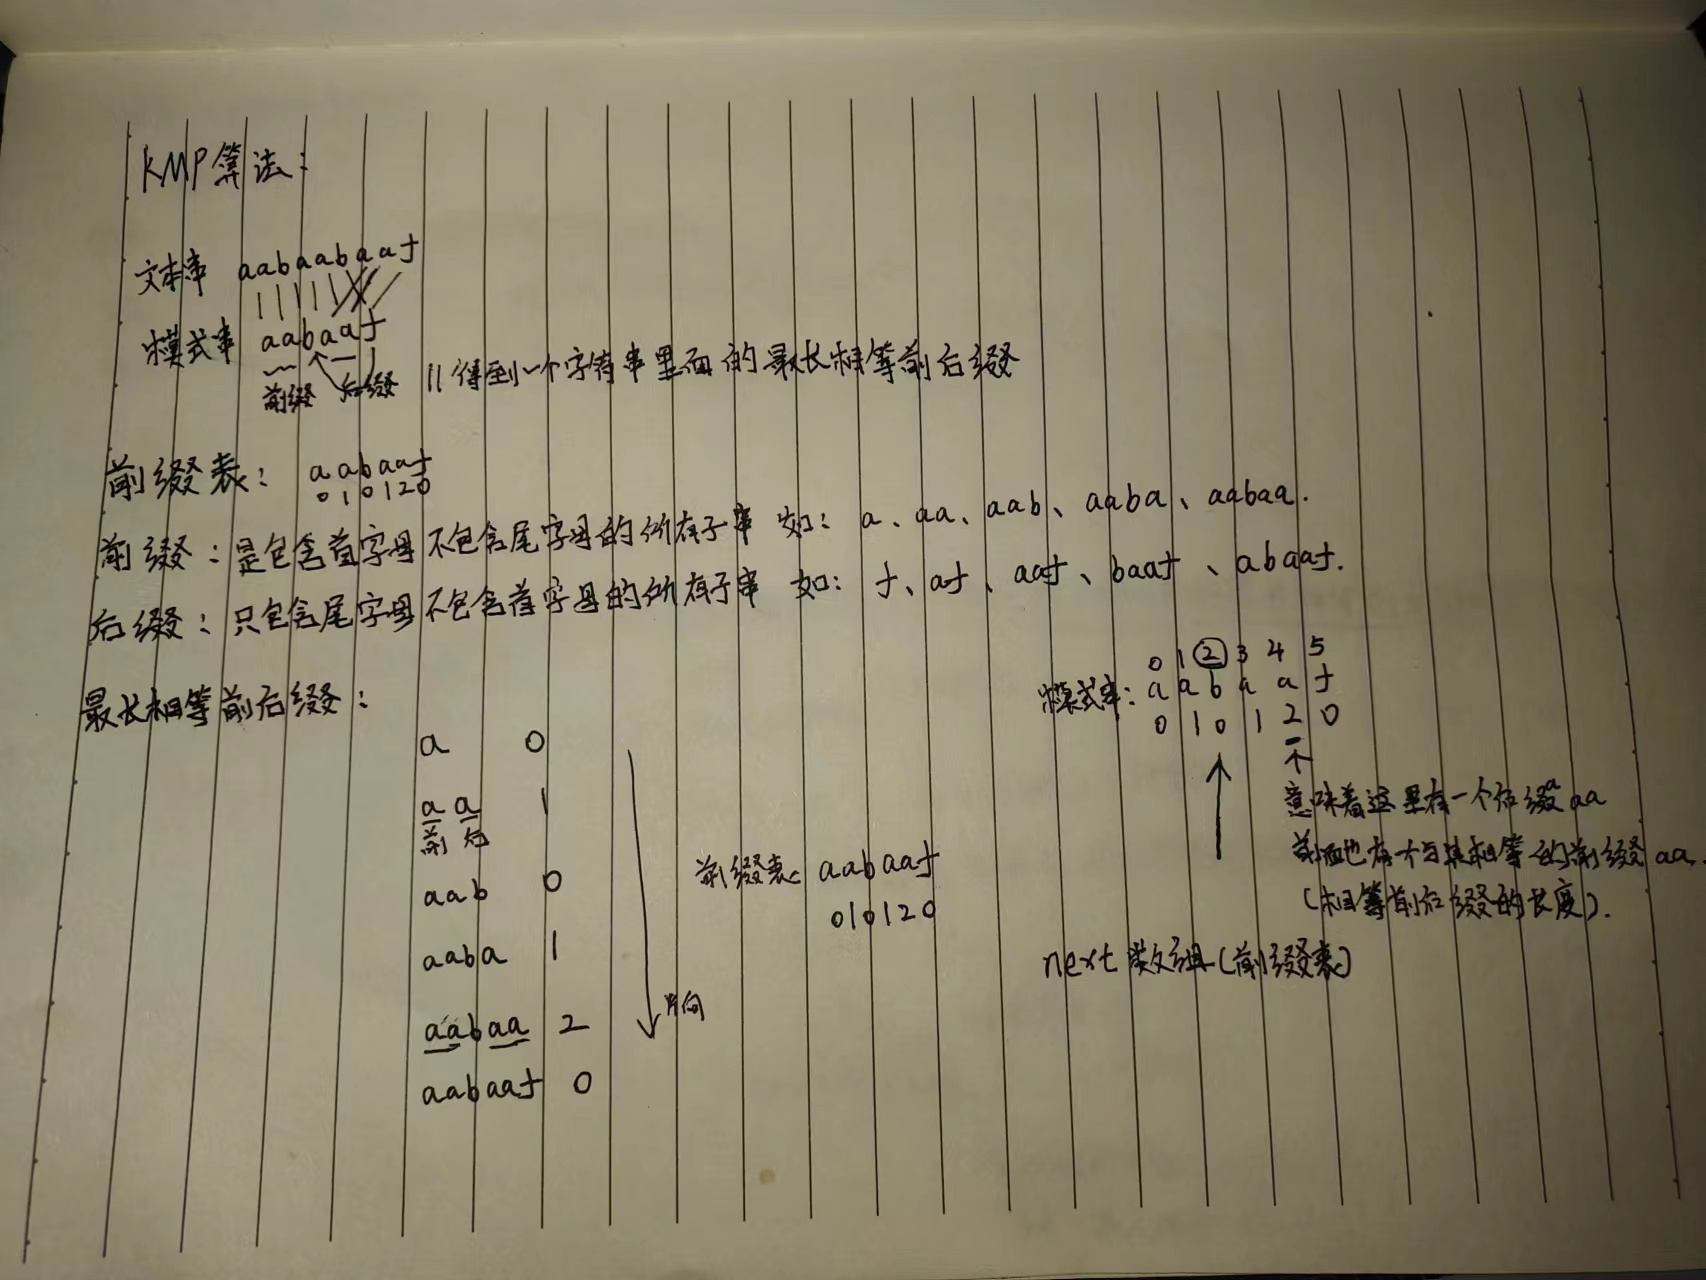 KMP算法:
文本串 aabaabaaf
模式串 aabaaf
前缀 后缀 // 得到一个字符串里面的最长相等前后缀
前缀表: aabaaf
010120
前缀: 是包含首字母不包含尾字母的所有子串 如: a、aa、aab、aaba、aabaa.
后缀: 只包含尾字母不包含首字母的所有子串 如: f、af、aaf、baaf、abaaf.
最长相等前后缀:
a 0
aa 1
前 后
aab 0
aaba 1
aabaa 2
aabaaf 0
方向
前缀表: aabaaf
010120
0 1 2 3 4 5
模式串: a a b a a f
0 1 0 1 2 0
意味着这里有一个后缀aa
前面也有个与其相等的前缀aa.
(相等前后缀的长度).
next数组(前缀表)